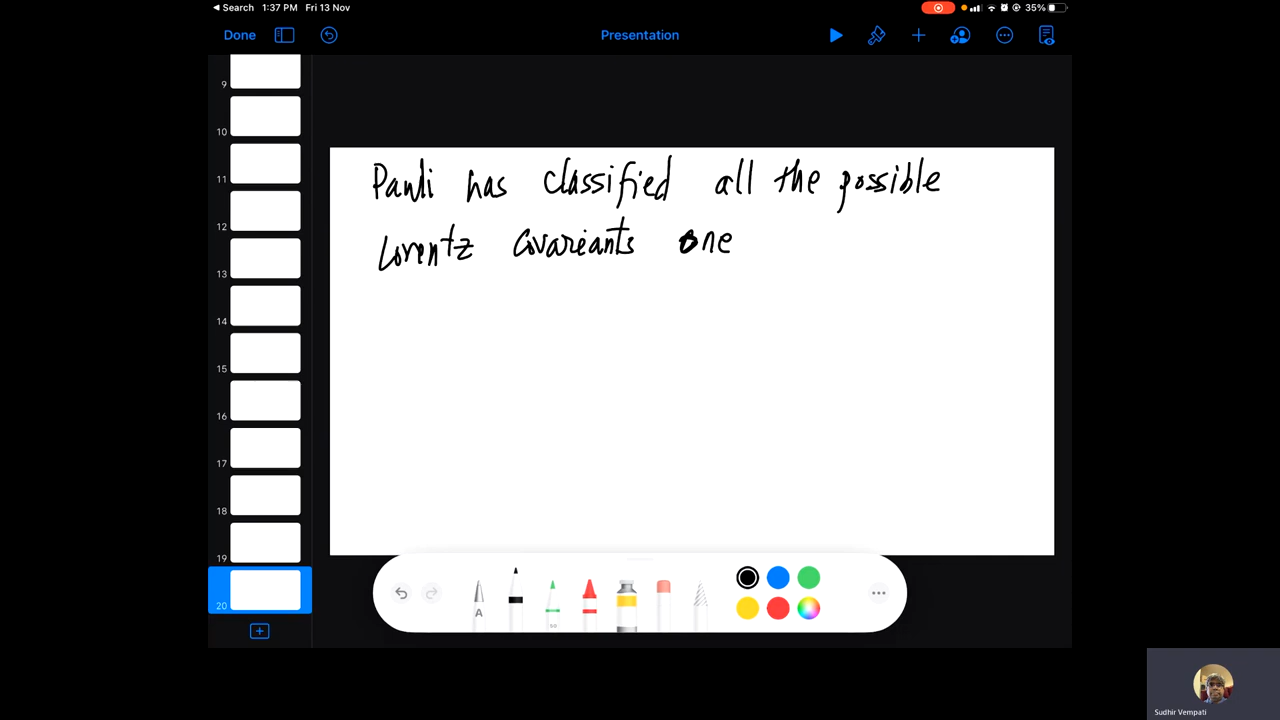 Search 1:37 PM Fri 13 Nov 35%
Done Presentation
9
10
11
12
13
14
15
16
17
18
19
20
Pauli has classified all the possible
Lorentz covariants one
A
50
Sudhir Vempati